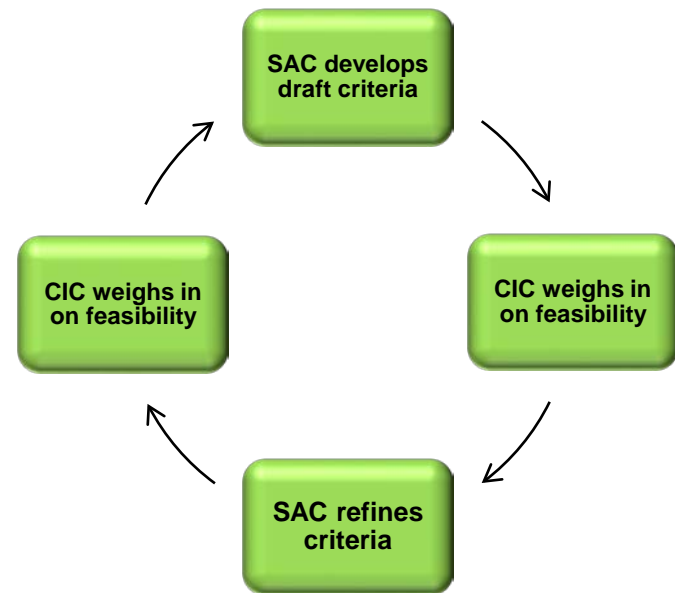 SAC develops
draft criteria
CIC weighs in
on feasibility
SAC refines
criteria
CIC weighs in
on feasibility